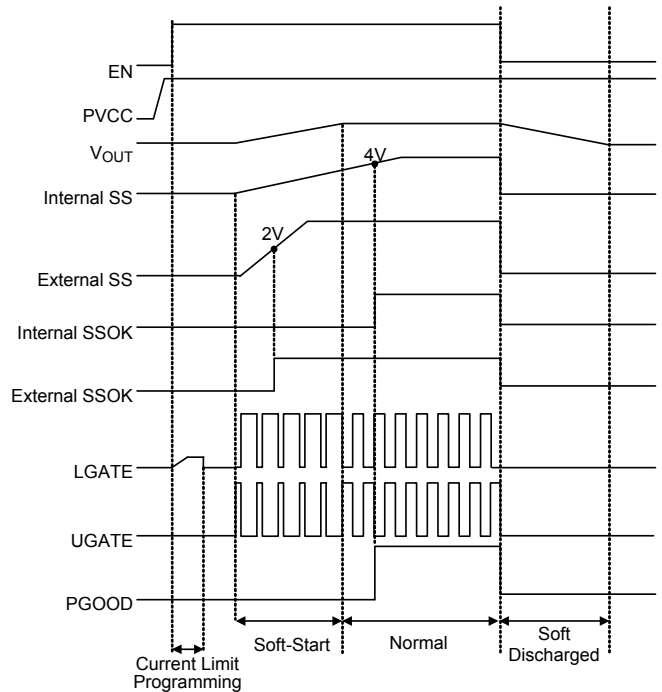 EN
PVCC
VOUT
4V
Internal SS
2V
External SS
Internal SSOK
External SSOK
LGATE
UGATE
PGOOD
Soft-Start
Normal
Soft
Discharged
Current Limit
Programming